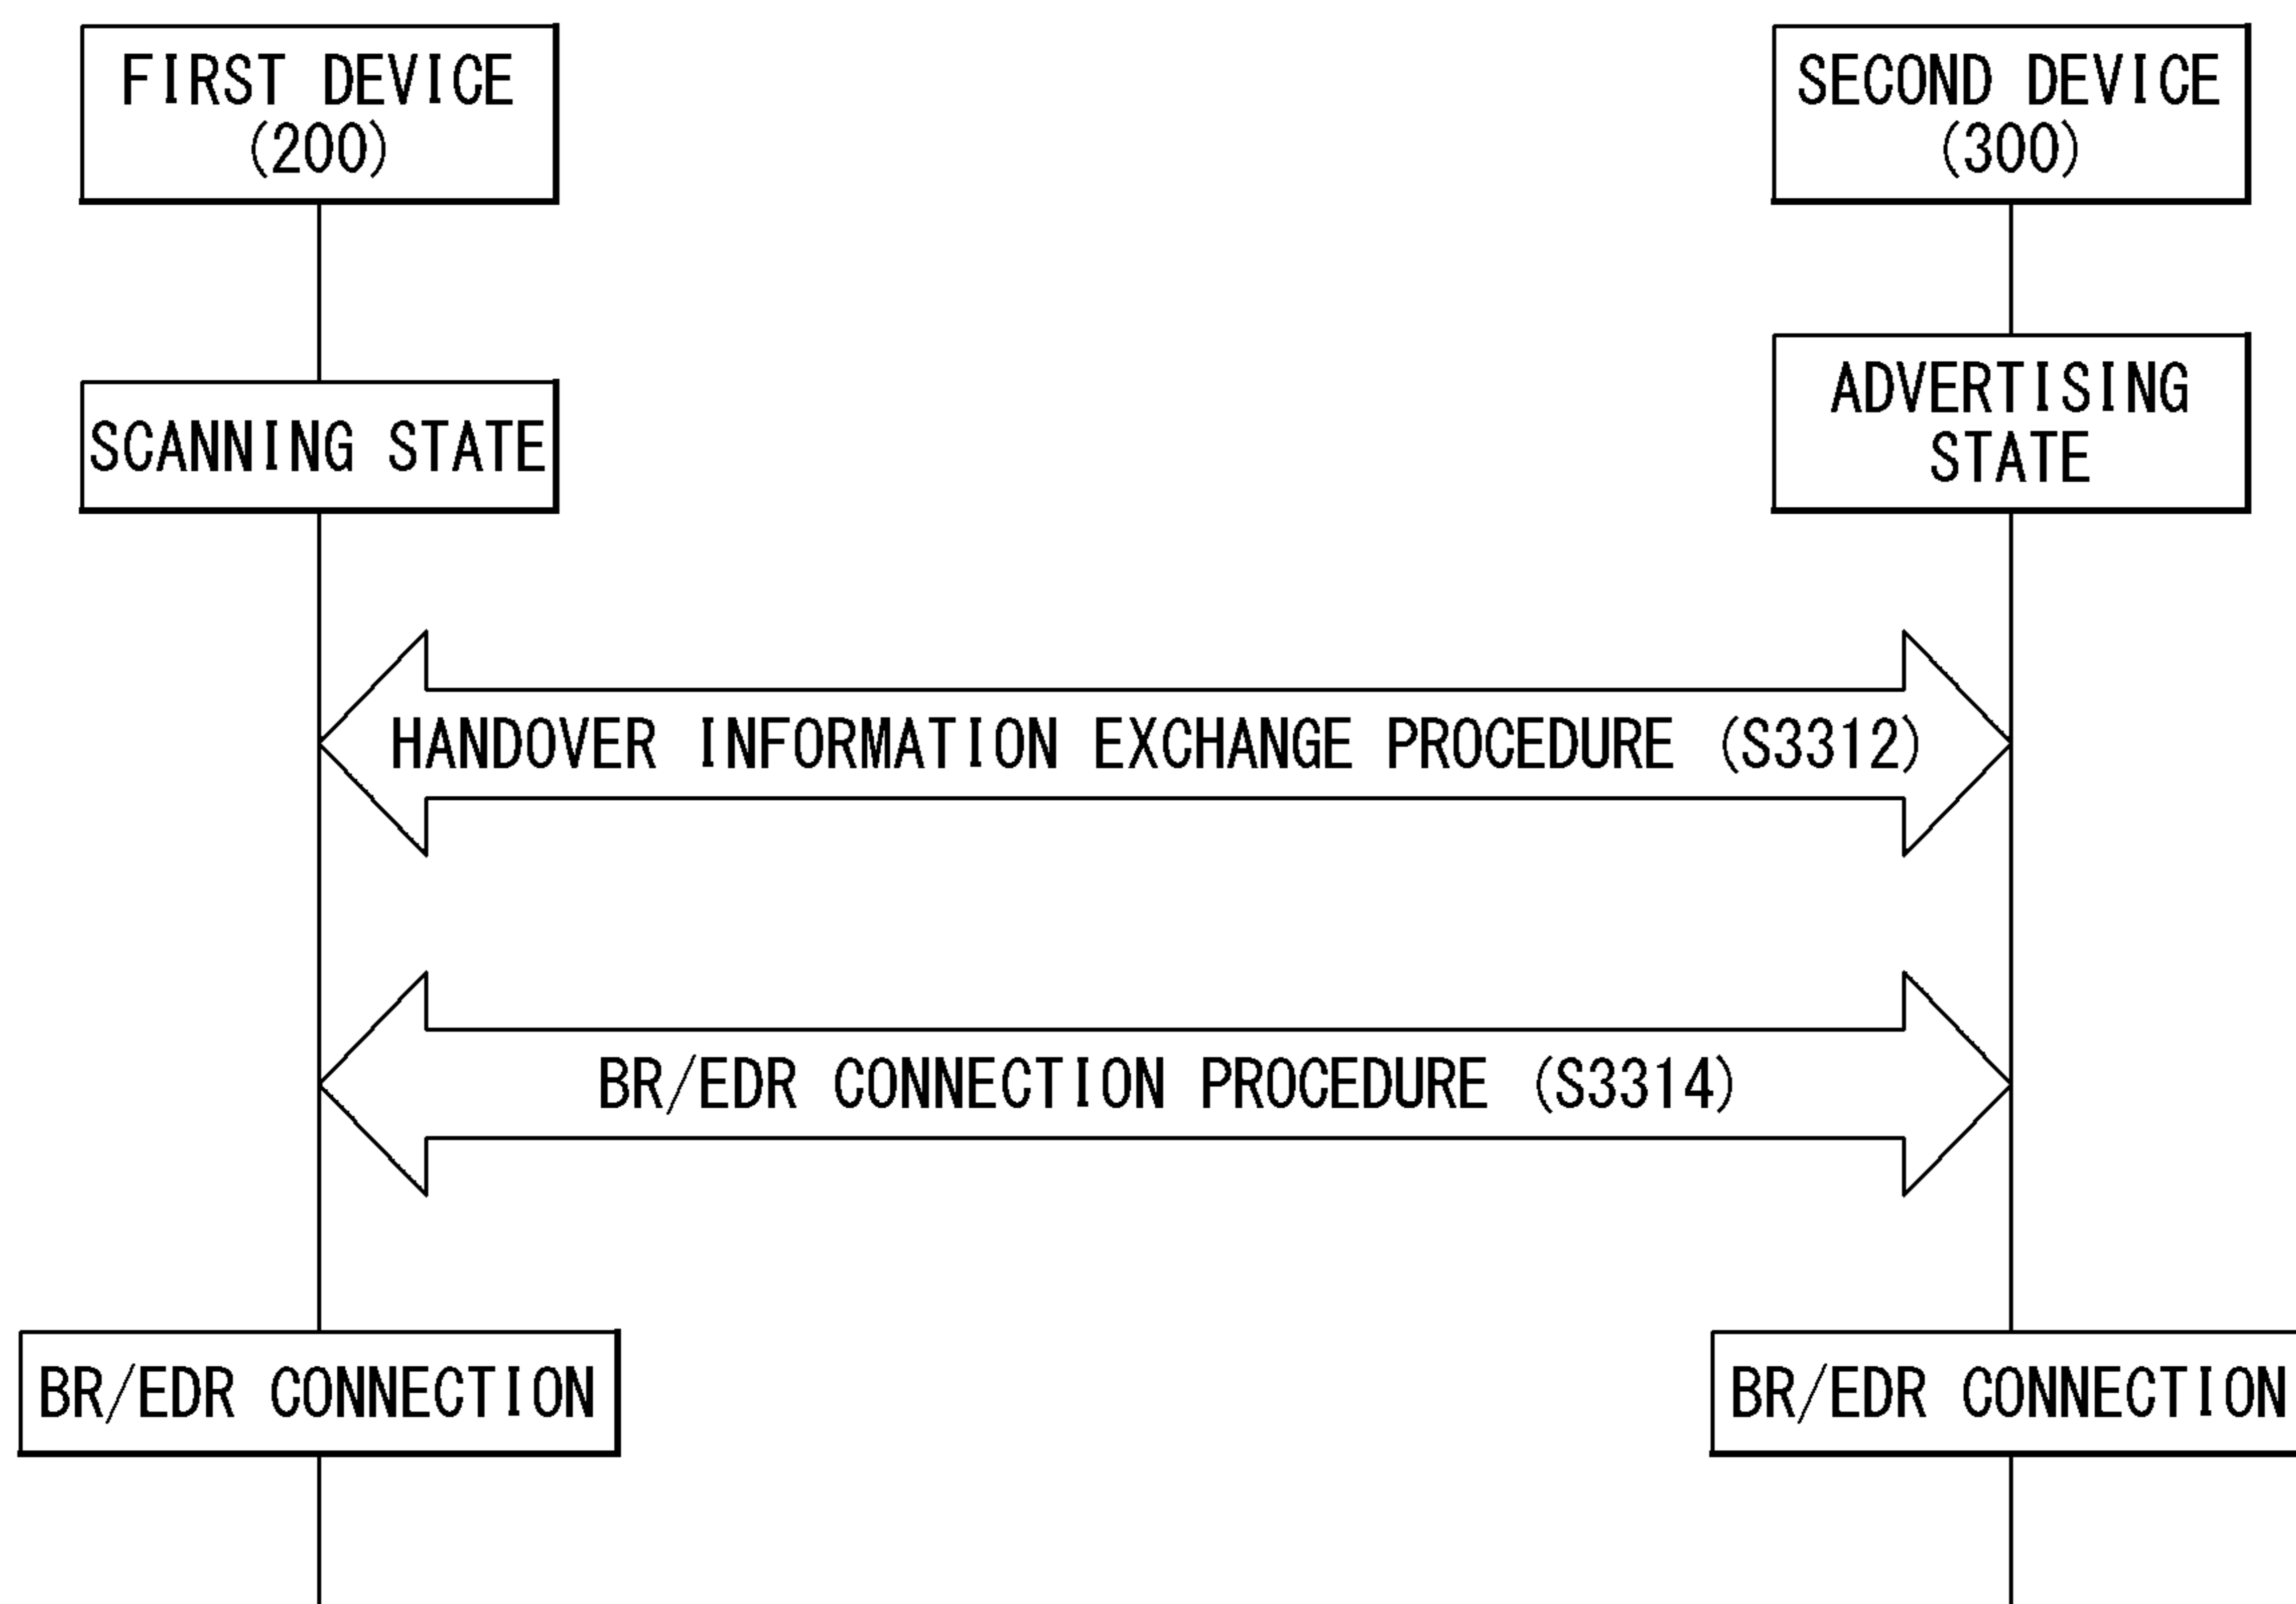 FIRST DEVICE
(200)
SECOND DEVICE
(300)
SCANNING STATE
ADVERTISING
STATE
HANDOVER INFORMATION EXCHANGE PROCEDURE (S3312)
BR/EDR CONNECTION PROCEDURE (S3314)
BR/EDR CONNECTION
BR/EDR CONNECTION